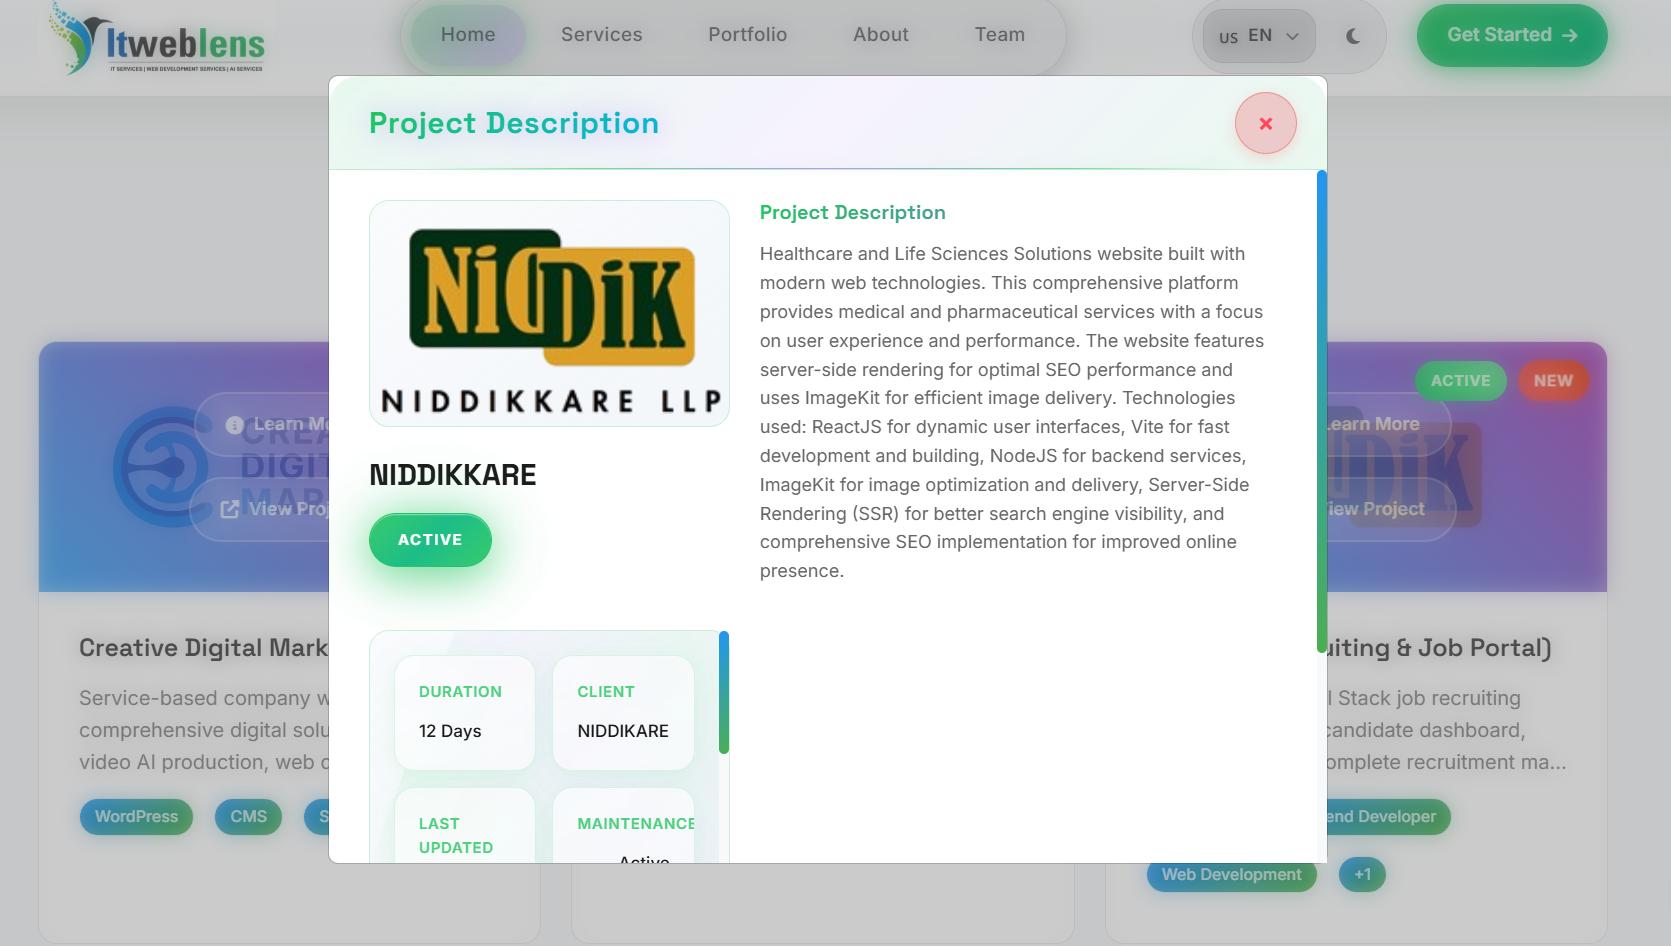 Itweblens
IT SERVICES | WEB DEVELOPMENT SERVICES | AI SERVICES
Home
Services
Portfolio
About
Team
US EN
Get Started →
Project Description
NiDDiK
NIDDIKKARE LLP
NIDDIKKARE
ACTIVE
DURATION
12 Days
CLIENT
NIDDIKARE
LAST
UPDATED
MAINTENANCE
Active
Project Description
Healthcare and Life Sciences Solutions website built with
modern web technologies. This comprehensive platform
provides medical and pharmaceutical services with a focus
on user experience and performance. The website features
server-side rendering for optimal SEO performance and
uses ImageKit for efficient image delivery. Technologies
used: ReactJS for dynamic user interfaces, Vite for fast
development and building, NodeJS for backend services,
ImageKit for image optimization and delivery, Server-Side
Rendering (SSR) for better search engine visibility, and
comprehensive SEO implementation for improved online
presence.
Learn Mo
CREA
DIGIT
MAR
View Proj
Creative Digital Mark
Service-based company w
comprehensive digital solu
video AI production, web d
WordPress
CMS
S
ACTIVE
NEW
earn More
DiK
iew Project
uiting & Job Portal)
l Stack job recruiting
candidate dashboard,
omplete recruitment ma...
end Developer
Web Development
+1